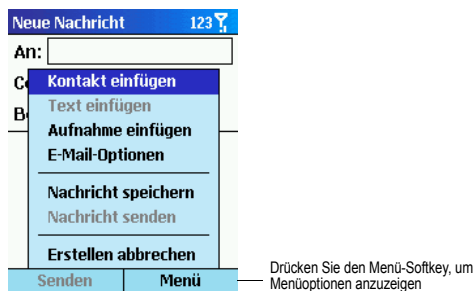 Neue Nachricht 123
An:
Kontakt einfügen
Text einfügen
Aufnahme einfügen
E-Mail-Optionen
Nachricht speichern
Nachricht senden
Erstellen abbrechen
Senden Menü
Drücken Sie den Menü-Softkey, um
Menüoptionen anzuzeigen